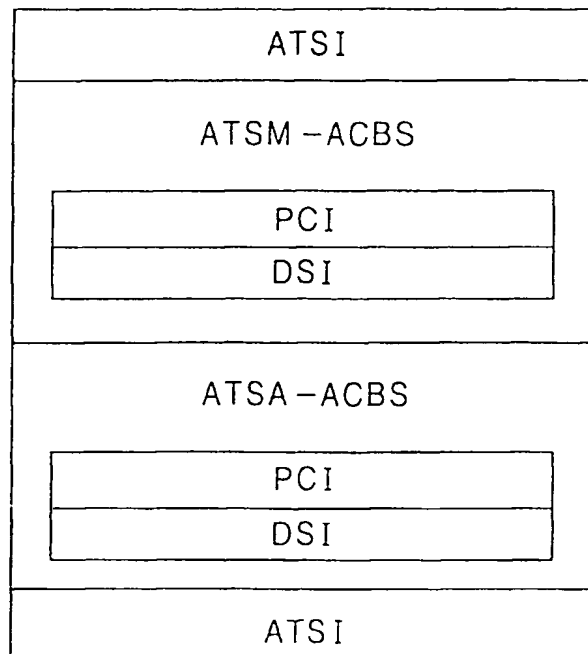 ATSI
ATSM-ACBS
PCI
DSI
ATSA-ACBS
PCI
DSI
ATSI